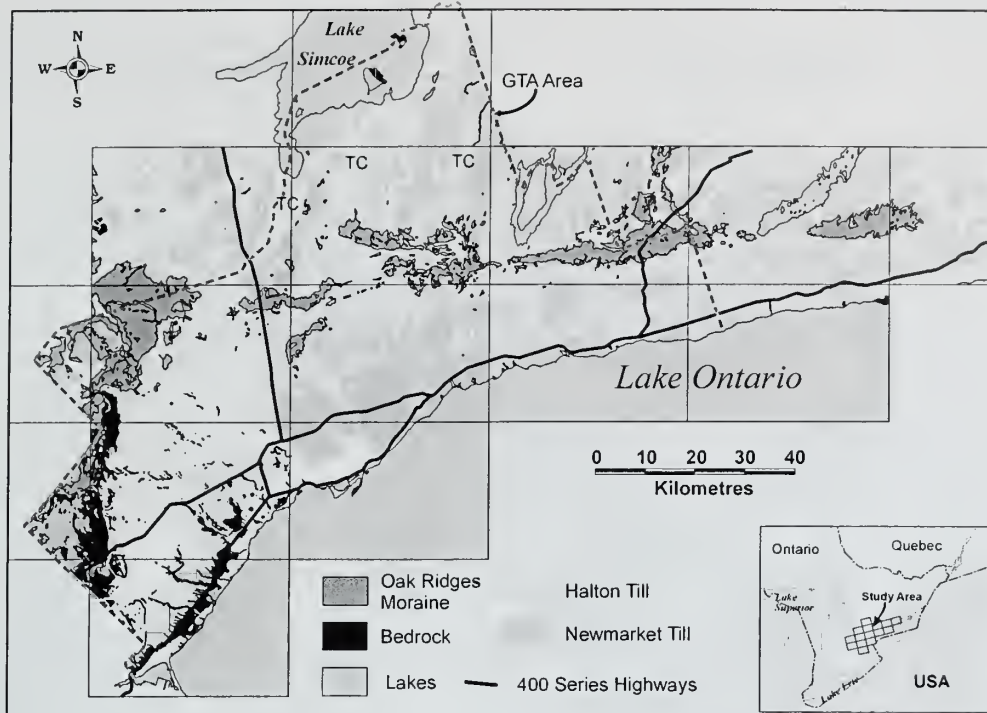 N
W E
S
Lake
Simcoe
GTA Area
TC
TC
TC
Lake Ontario
0 10 20 30 40
Kilometres
Oak Ridges
Moraine
Halton Till
Bedrock
Newmarket Till
Lakes
400 Series Highways
Ontario
Quebec
Lake
Superior
Study Area
Lake Erie
USA